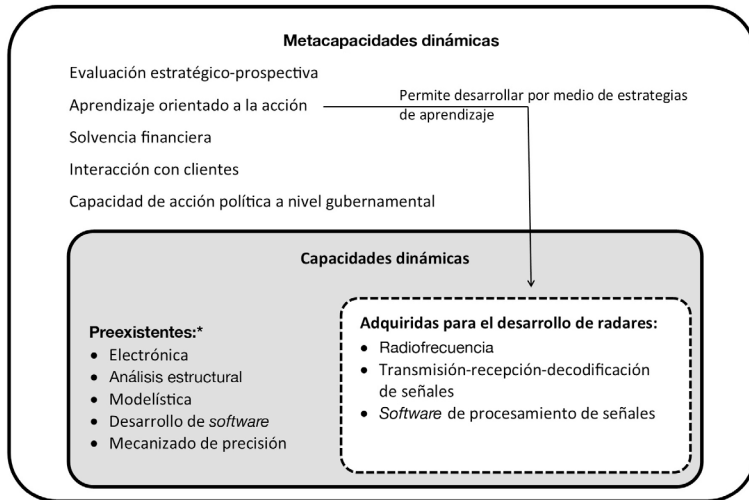 Metacapacidades dinámicas
Evaluación estratégico-prospectiva
Aprendizaje orientado a la acción
Permite desarrollar por medio de estrategias
de aprendizaje
Solvencia financiera
Interacción con clientes
Capacidad de acción política a nivel gubernamental
Capacidades dinámicas
Preexistentes:*
• Electrónica
• Análisis estructural
• Modelística
• Desarrollo de software
• Mecanizado de precisión
Adquiridas para el desarrollo de radares:
• Radiofrecuencia
• Transmisión-recepción-decodificación
de señales
• Software de procesamiento de señales